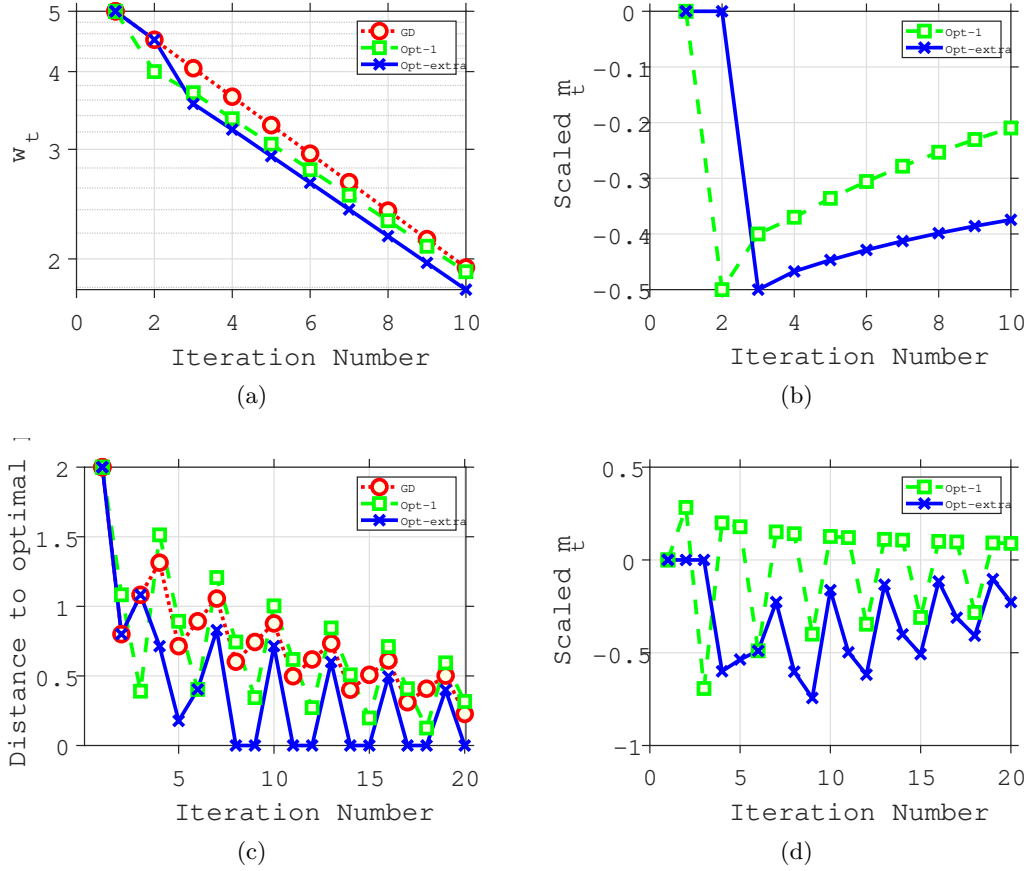 5
4
3
2
w_t
0 2 4 6 8 10
Iteration Number
GD
Opt-1
Opt-extra
(a)
0
-0.1
-0.2
-0.3
-0.4
-0.5
Scaled m_t
0 2 4 6 8 10
Iteration Number
Opt-1
Opt-extra
(b)
2
1.5
1
0.5
0
Distance to optimal ]
5 10 15 20
Iteration Number
GD
Opt-1
Opt-extra
(c)
0.5
0
-0.5
-1
Scaled m_t
0 5 10 15 20
Iteration Number
Opt-1
Opt-extra
(d)